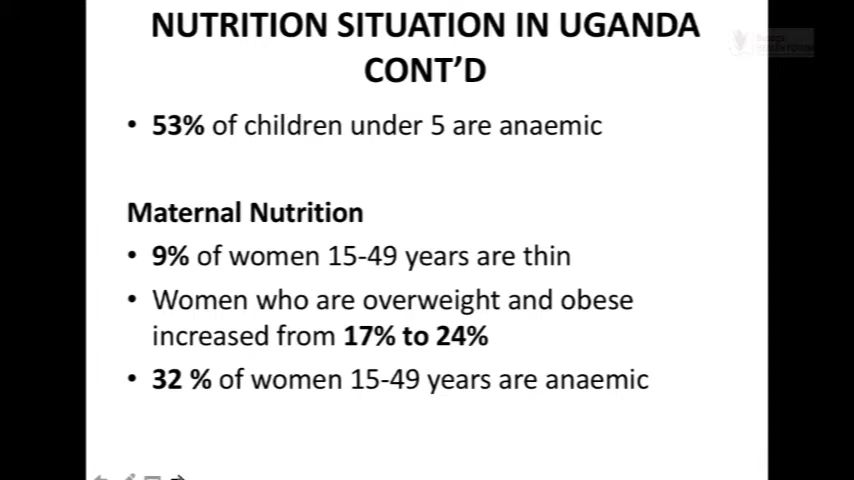 NUTRITION SITUATION IN UGANDA
CONT’D
• 53% of children under 5 are anaemic
Maternal Nutrition
• 9% of women 15-49 years are thin
• Women who are overweight and obese
increased from 17% to 24%
• 32 % of women 15-49 years are anaemic